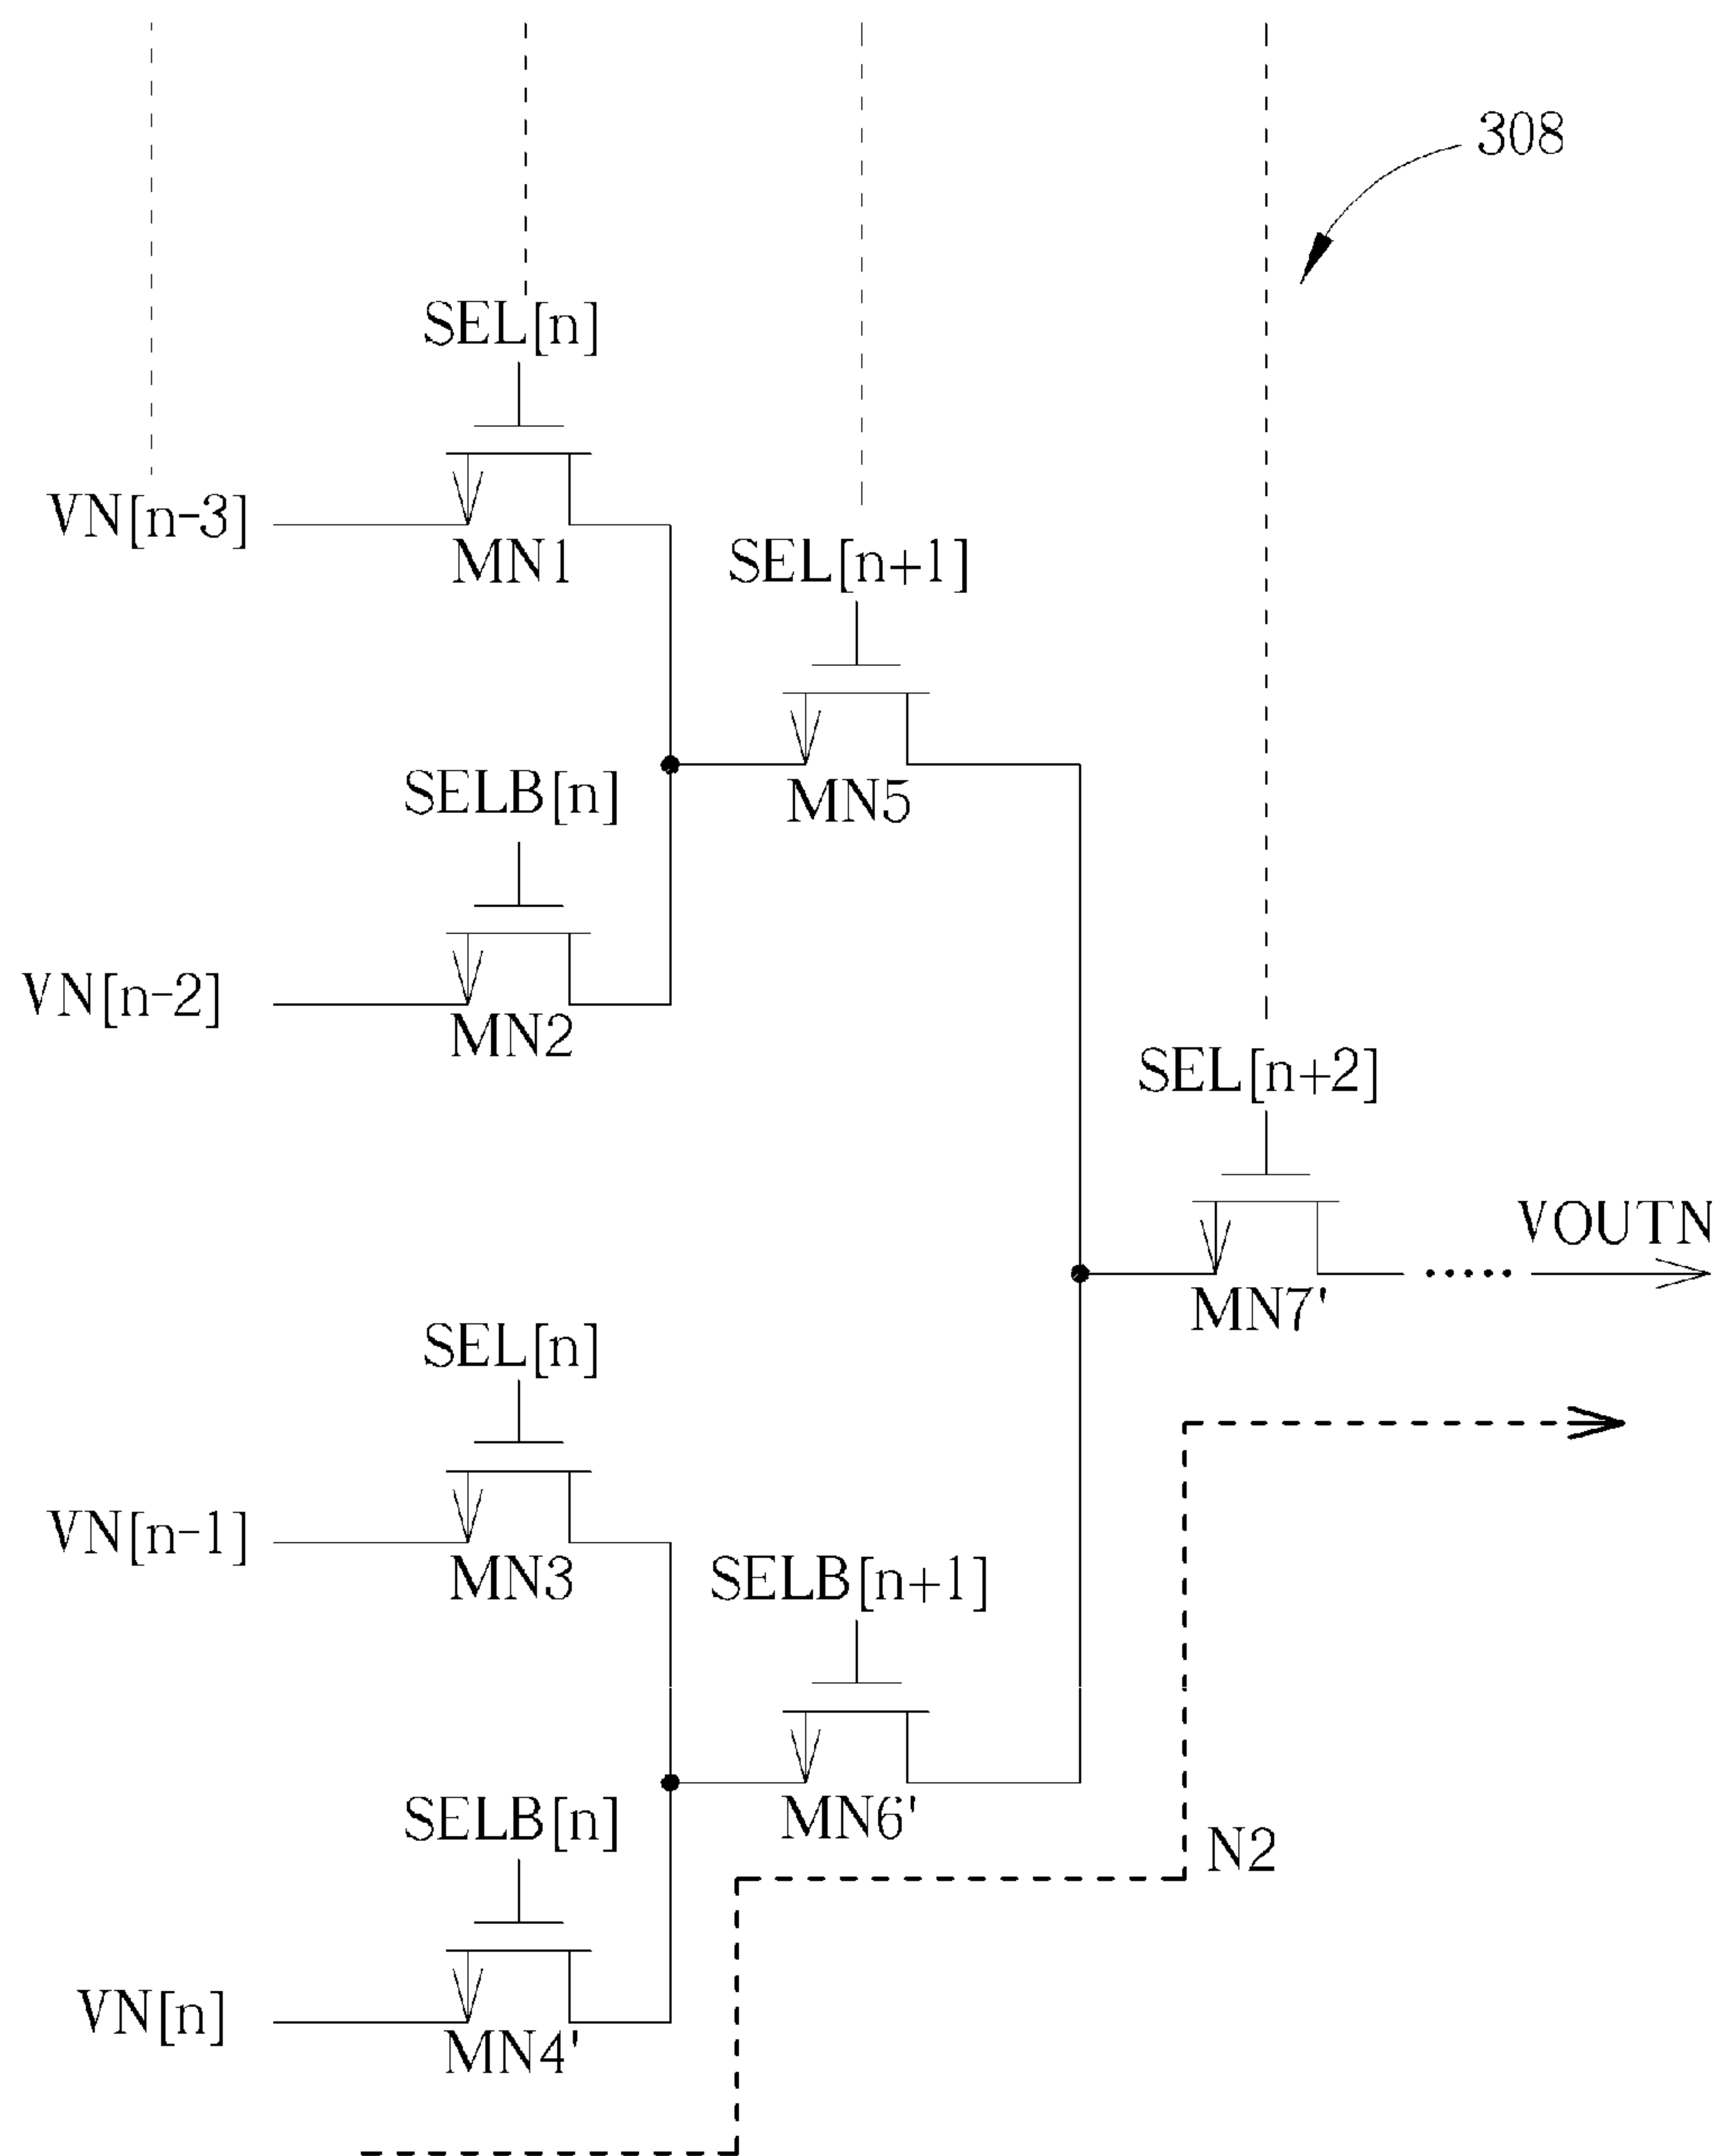 308
SEL[n]
VN[n-3]
MN1
SEL[n+1]
MN5
SELB[n]
VN[n-2]
MN2
SEL[n+2]
VOUTN
MN7'
SEL[n]
VN[n-1]
MN3
SELB[n+1]
MN6'
SELB[n]
N2
VN[n]
MN4'